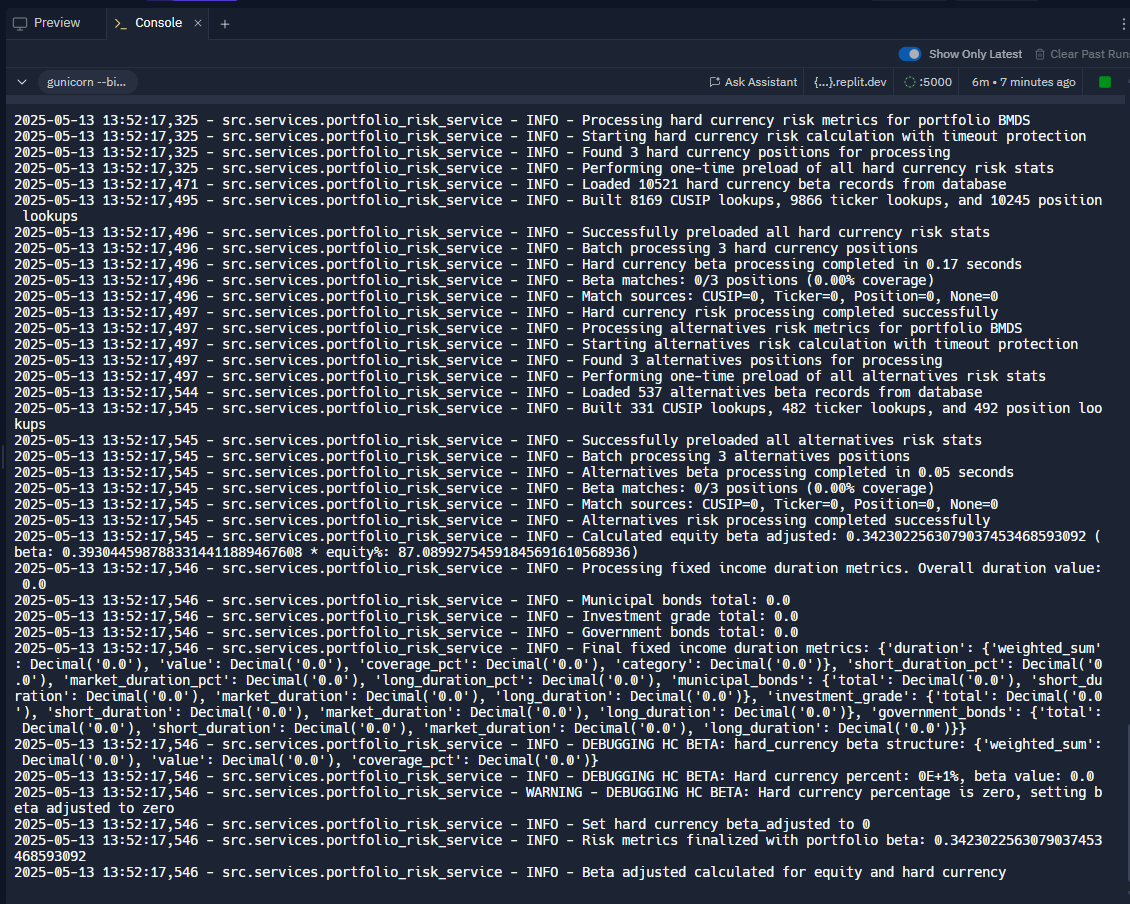 Preview
Console
Show Only Latest
Clear Past Run
gunicorn --bi...
Ask Assistant
{...}.replit.dev
:5000
6m • 7 minutes ago
2025-05-13 13:52:17,325 - src.services.portfolio_risk_service - INFO - Processing hard currency risk metrics for portfolio BMDS
2025-05-13 13:52:17,325 - src.services.portfolio_risk_service - INFO - Starting hard currency risk calculation with timeout protection
2025-05-13 13:52:17,325 - src.services.portfolio_risk_service - INFO - Found 3 hard currency positions for processing
2025-05-13 13:52:17,325 - src.services.portfolio_risk_service - INFO - Performing one-time preload of all hard currency risk stats
2025-05-13 13:52:17,471 - src.services.portfolio_risk_service - INFO - Loaded 10521 hard currency beta records from database
2025-05-13 13:52:17,495 - src.services.portfolio_risk_service - INFO - Built 8169 CUSIP lookups, 9866 ticker lookups, and 10245 position
 lookups
2025-05-13 13:52:17,496 - src.services.portfolio_risk_service - INFO - Successfully preloaded all hard currency risk stats
2025-05-13 13:52:17,496 - src.services.portfolio_risk_service - INFO - Batch processing 3 hard currency positions
2025-05-13 13:52:17,496 - src.services.portfolio_risk_service - INFO - Hard currency beta processing completed in 0.17 seconds
2025-05-13 13:52:17,496 - src.services.portfolio_risk_service - INFO - Beta matches: 0/3 positions (0.00% coverage)
2025-05-13 13:52:17,496 - src.services.portfolio_risk_service - INFO - Match sources: CUSIP=0, Ticker=0, Position=0, None=0
2025-05-13 13:52:17,497 - src.services.portfolio_risk_service - INFO - Hard currency risk processing completed successfully
2025-05-13 13:52:17,497 - src.services.portfolio_risk_service - INFO - Processing alternatives risk metrics for portfolio BMDS
2025-05-13 13:52:17,497 - src.services.portfolio_risk_service - INFO - Starting alternatives risk calculation with timeout protection
2025-05-13 13:52:17,497 - src.services.portfolio_risk_service - INFO - Found 3 alternatives positions for processing
2025-05-13 13:52:17,497 - src.services.portfolio_risk_service - INFO - Performing one-time preload of all alternatives risk stats
2025-05-13 13:52:17,544 - src.services.portfolio_risk_service - INFO - Loaded 537 alternatives beta records from database
2025-05-13 13:52:17,545 - src.services.portfolio_risk_service - INFO - Built 331 CUSIP lookups, 482 ticker lookups, and 492 position loo
kups
2025-05-13 13:52:17,545 - src.services.portfolio_risk_service - INFO - Successfully preloaded all alternatives risk stats
2025-05-13 13:52:17,545 - src.services.portfolio_risk_service - INFO - Batch processing 3 alternatives positions
2025-05-13 13:52:17,545 - src.services.portfolio_risk_service - INFO - Alternatives beta processing completed in 0.05 seconds
2025-05-13 13:52:17,545 - src.services.portfolio_risk_service - INFO - Beta matches: 0/3 positions (0.00% coverage)
2025-05-13 13:52:17,545 - src.services.portfolio_risk_service - INFO - Match sources: CUSIP=0, Ticker=0, Position=0, None=0
2025-05-13 13:52:17,545 - src.services.portfolio_risk_service - INFO - Alternatives risk processing completed successfully
2025-05-13 13:52:17,545 - src.services.portfolio_risk_service - INFO - Calculated equity beta adjusted: 0.3423022563079037453468593092 (
beta: 0.3930445987883314411889467608 * equity%: 87.08992754591845691610568936)
2025-05-13 13:52:17,546 - src.services.portfolio_risk_service - INFO - Processing fixed income duration metrics. Overall duration value:
 0.0
2025-05-13 13:52:17,546 - src.services.portfolio_risk_service - INFO - Municipal bonds total: 0.0
2025-05-13 13:52:17,546 - src.services.portfolio_risk_service - INFO - Investment grade total: 0.0
2025-05-13 13:52:17,546 - src.services.portfolio_risk_service - INFO - Government bonds total: 0.0
2025-05-13 13:52:17,546 - src.services.portfolio_risk_service - INFO - Final fixed income duration metrics: {'duration': {'weighted_sum'
: Decimal('0.0'), 'value': Decimal('0.0'), 'coverage_pct': Decimal('0.0'), 'category': Decimal('0.0')}, 'short_duration_pct': Decimal('0
.0'), 'market_duration_pct': Decimal('0.0'), 'long_duration_pct': Decimal('0.0'), 'municipal_bonds': {'total': Decimal('0.0'), 'short_du
ration': Decimal('0.0'), 'market_duration': Decimal('0.0'), 'long_duration': Decimal('0.0')}, 'investment_grade': {'total': Decimal('0.0
'), 'short_duration': Decimal('0.0'), 'market_duration': Decimal('0.0'), 'long_duration': Decimal('0.0')}, 'government_bonds': {'total':
 Decimal('0.0'), 'short_duration': Decimal('0.0'), 'market_duration': Decimal('0.0'), 'long_duration': Decimal('0.0')}}
2025-05-13 13:52:17,546 - src.services.portfolio_risk_service - INFO - DEBUGGING HC BETA: hard_currency beta structure: {'weighted_sum':
 Decimal('0.0'), 'value': Decimal('0.0'), 'coverage_pct': Decimal('0.0')}
2025-05-13 13:52:17,546 - src.services.portfolio_risk_service - INFO - DEBUGGING HC BETA: Hard currency percent: 0E+1%, beta value: 0.0
2025-05-13 13:52:17,546 - src.services.portfolio_risk_service - WARNING - DEBUGGING HC BETA: Hard currency percentage is zero, setting b
eta adjusted to zero
2025-05-13 13:52:17,546 - src.services.portfolio_risk_service - INFO - Set hard currency beta_adjusted to 0
2025-05-13 13:52:17,546 - src.services.portfolio_risk_service - INFO - Risk metrics finalized with portfolio beta: 0.3423022563079037453
468593092
2025-05-13 13:52:17,546 - src.services.portfolio_risk_service - INFO - Beta adjusted calculated for equity and hard currency